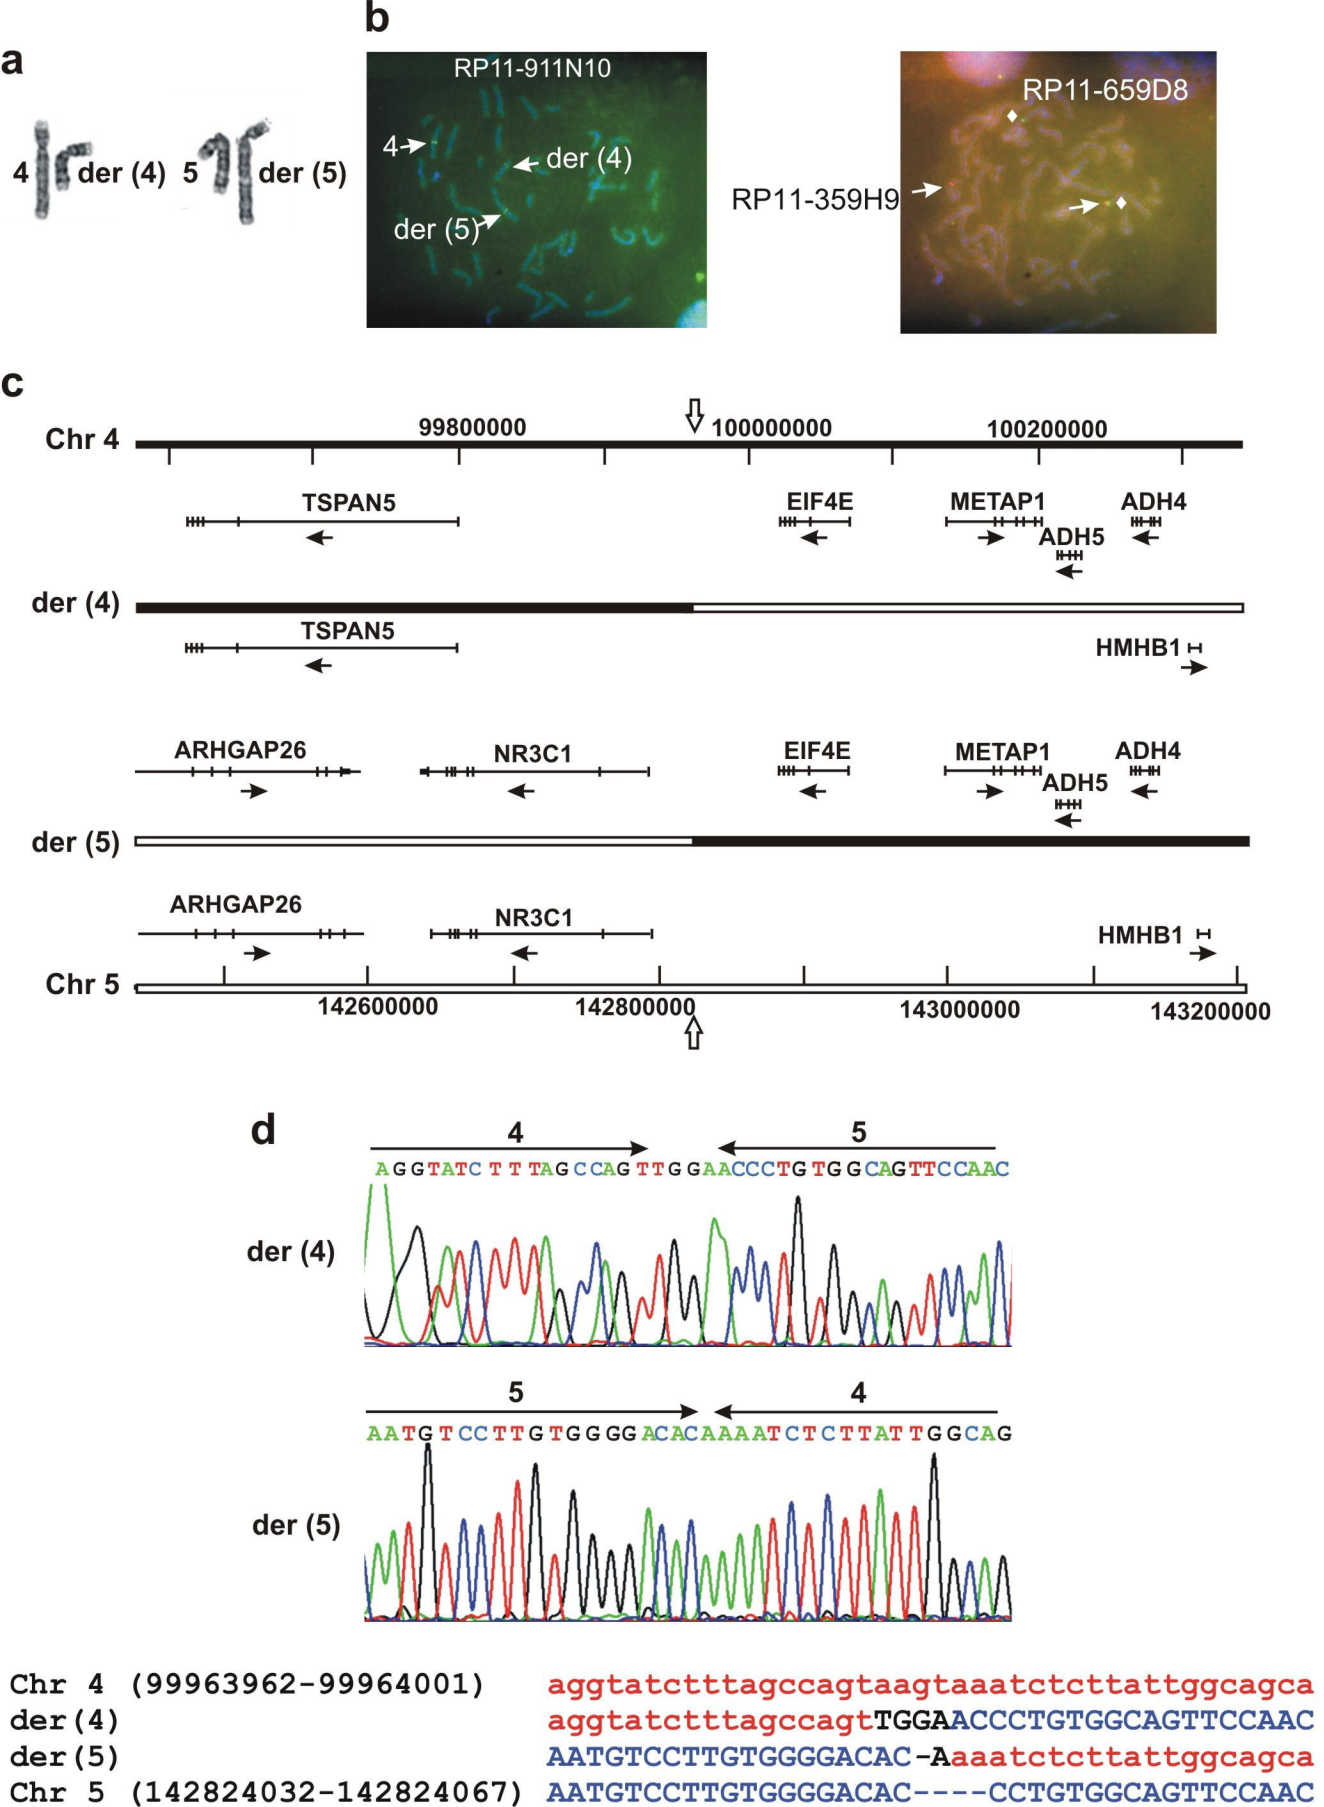 a
4 der (4) 5 der (5)
b
RP11-911N10
4
der (4)
der (5)
RP11-659D8
RP11-359H9
c
Chr 4
99800000 100000000 100200000
TSPAN5 EIF4E METAP1 ADH4
ADH5
der (4)
TSPAN5
HMHB1
ARHGAP26 NR3C1 EIF4E METAP1 ADH4
ADH5
der (5)
ARHGAP26 NR3C1 HMHB1
Chr 5
142600000 142800000 143000000 143200000
d
4 5
AGGTATCTTTAGCCAGTTGGAACCCTGTGGCAGTTCCAAC
der (4)
5 4
AATGTCCTTGTGGGGACACAAAATCTCTTATTGGCAG
der (5)
Chr 4 (99963962-99964001) aggtatctttagccagtaagtaaatctcttattggcagca
der(4) aggtatctttagccagttTGGAACCCTGTGGCAGTTCCAAC
der(5) AATGTCCTTGTGGGGACAC-Aaaatctcttattggcagca
Chr 5 (142824032-142824067) AATGTCCTTGTGGGGACAC----CCTGTGGCAGTTCCAAC